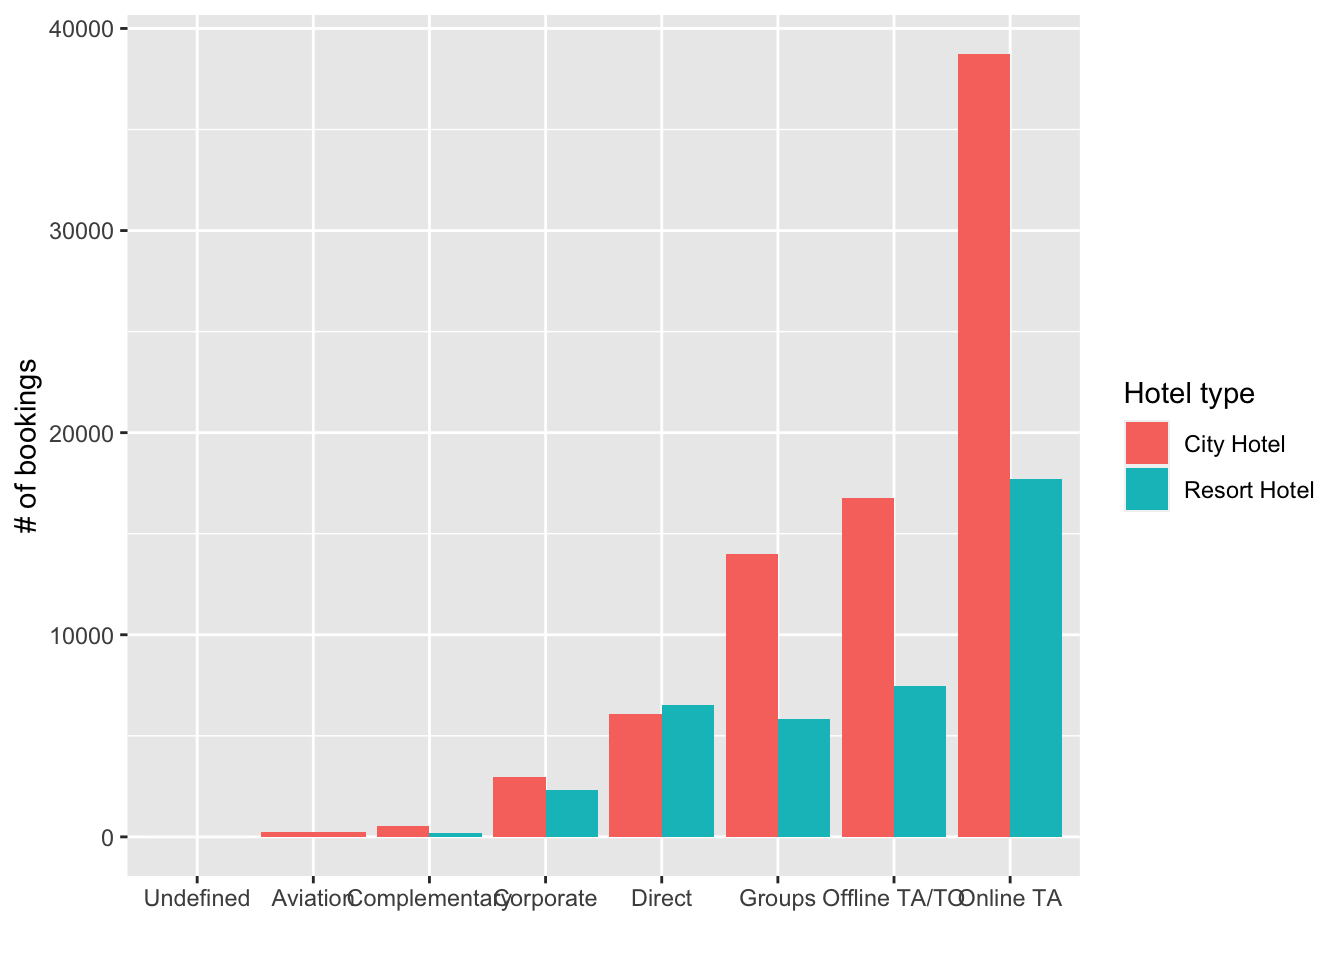 40000
30000
20000
10000
0
# of bookings
Undefined
Aviation
Complementary
Corporate
Direct
Groups
Offline TA/TO
Online TA
Hotel type
City Hotel
Resort Hotel